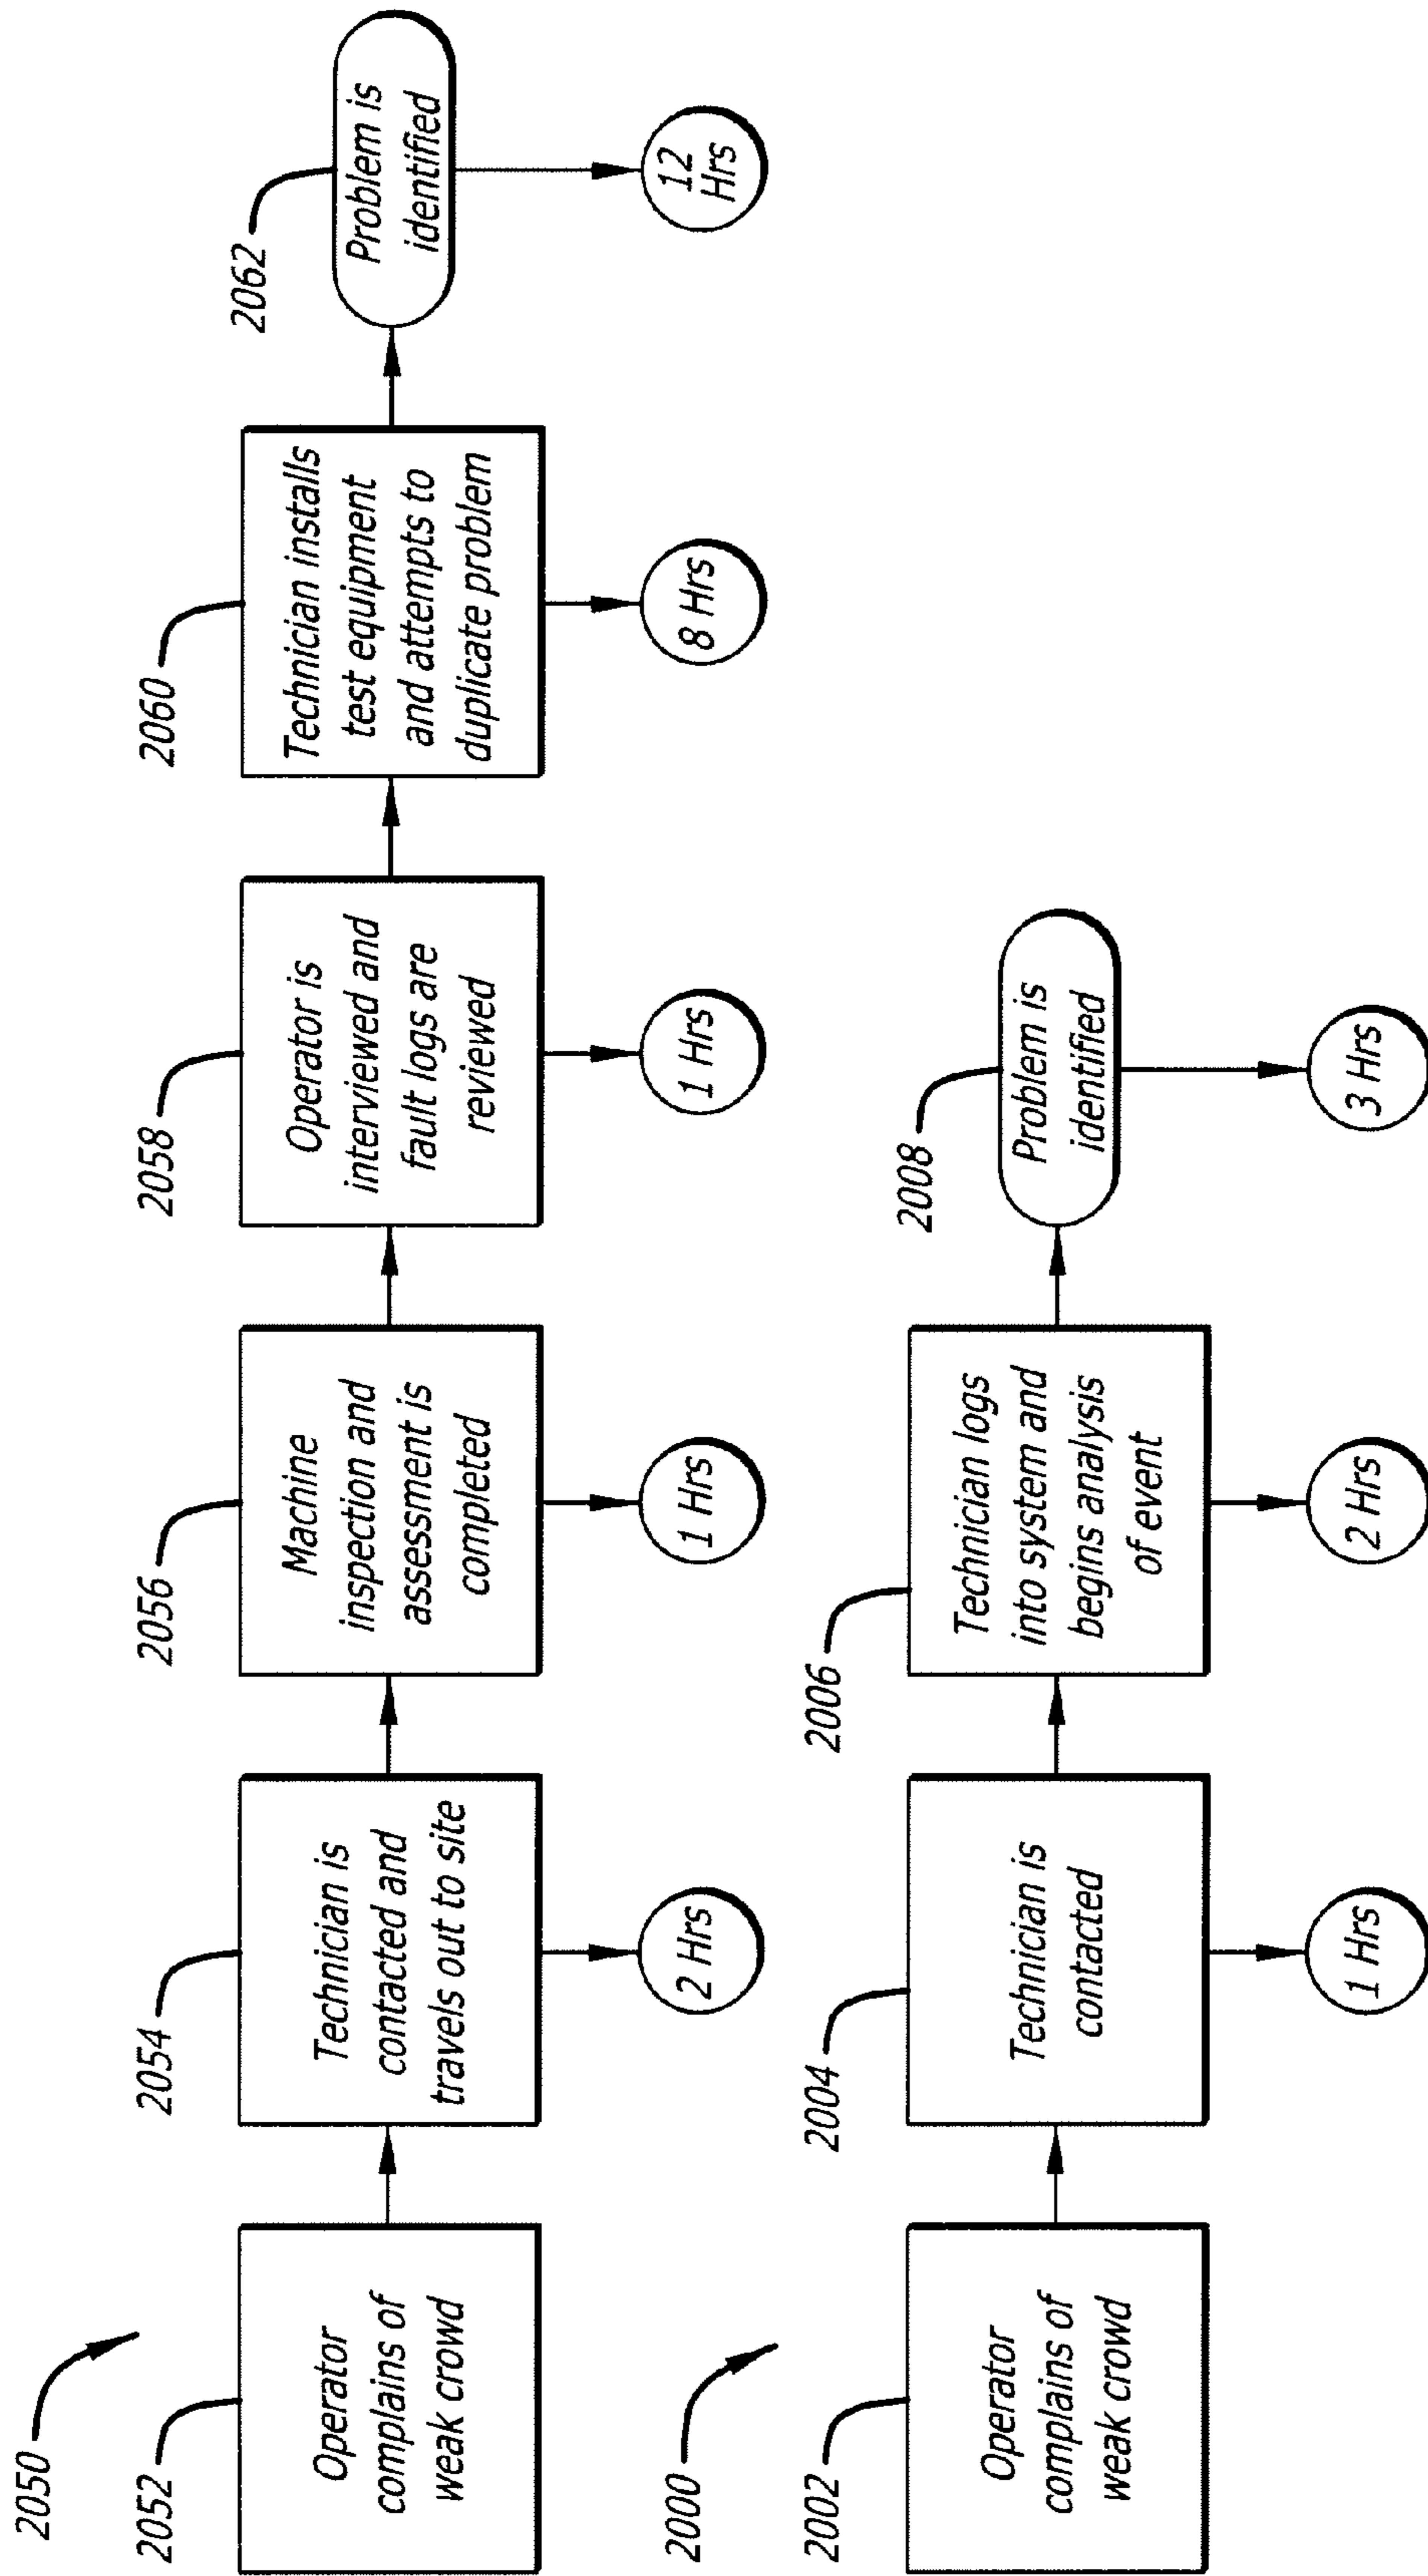 2050
2052
Operator
complains of
weak crowd
2054
Technician is
contacted and
travels out to site
2 Hrs
2056
Machine
inspection and
assessment is
completed
1 Hrs
2058
Operator is
interviewed and
fault logs are
reviewed
1 Hrs
2060
Technician installs
test equipment
and attempts to
duplicate problem
8 Hrs
2062
Problem is
identified
12
Hrs
2000
2002
Operator
complains of
weak crowd
2004
Technician is
contacted
1 Hrs
2006
Technician logs
into system and
begins analysis
of event
2 Hrs
2008
Problem is
identified
3 Hrs